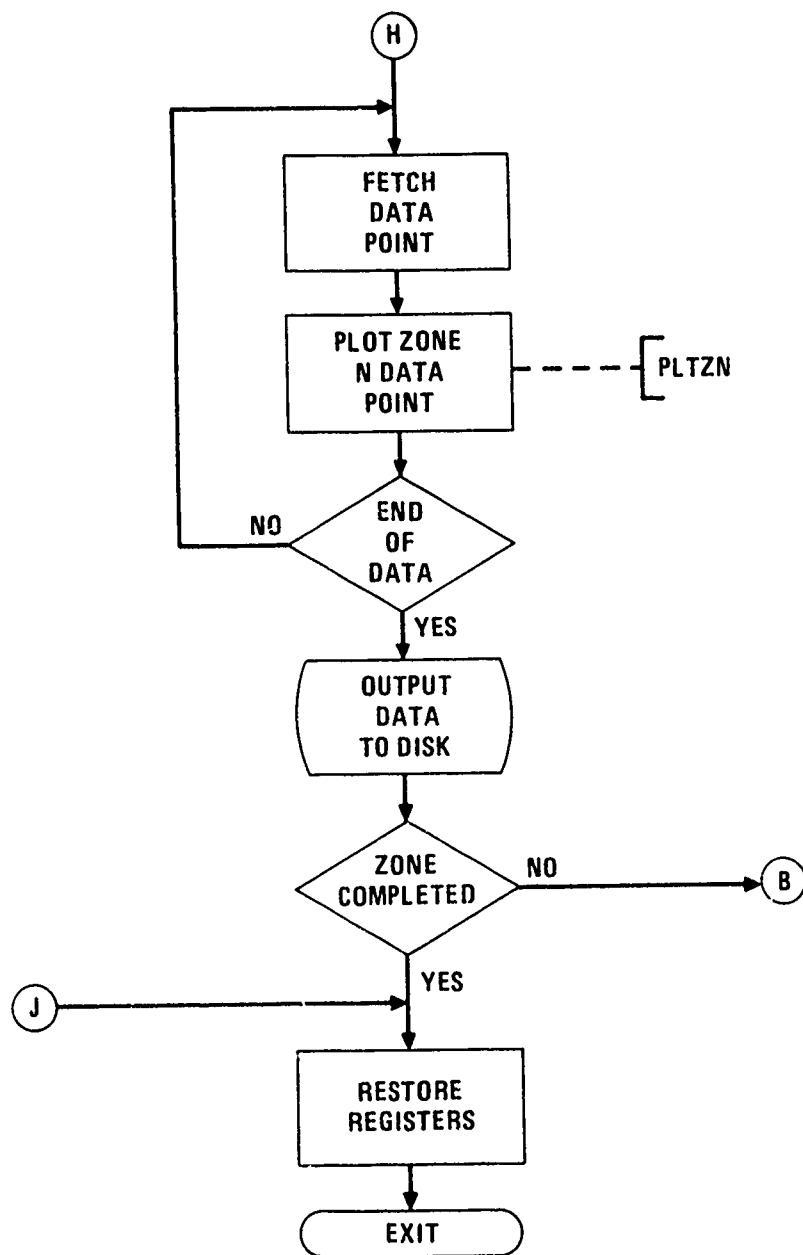 H
FETCH
DATA
POINT
PLOT ZONE
N DATA
POINT
PLTZN
END
OF
DATA
NO
YES
OUTPUT
DATA
TO DISK
ZONE
COMPLETED
NO
B
YES
J
RESTORE
REGISTERS
EXIT